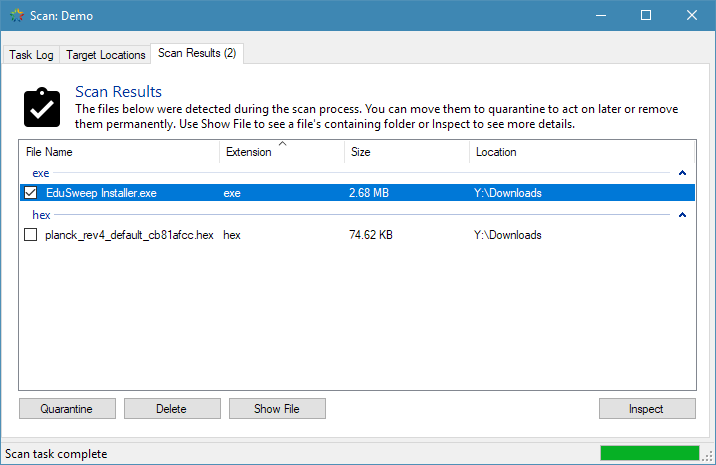 Scan: Demo
Task Log Target Locations Scan Results (2)
Scan Results
The files below were detected during the scan process. You can move them to quarantine to act on later or remove
them permanently. Use Show File to see a file's containing folder or Inspect to see more details.
File Name Extension Size Location
exe
EduSweep Installer.exe exe 2.68 MB Y:\Downloads
hex
planck_rev4_default_cb81afcc.hex hex 74.62 KB Y:\Downloads
Quarantine Delete Show File Inspect
Scan task complete